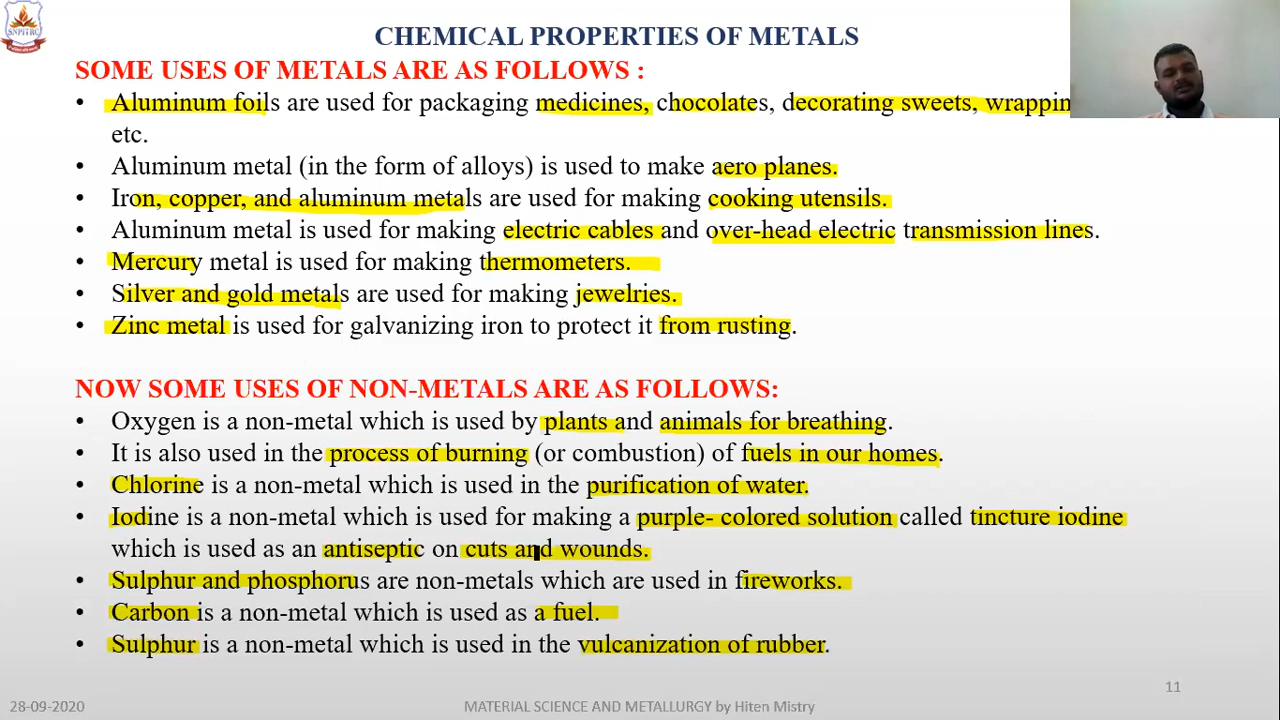 SNPITRC
CHEMICAL PROPERTIES OF METALS
SOME USES OF METALS ARE AS FOLLOWS :
• Aluminum foils are used for packaging medicines, chocolates, decorating sweets, wrappin
etc.
• Aluminum metal (in the form of alloys) is used to make aero planes.
• Iron, copper, and aluminum metals are used for making cooking utensils.
• Aluminum metal is used for making electric cables and over-head electric transmission lines.
• Mercury metal is used for making thermometers.
• Silver and gold metals are used for making jewelries.
• Zinc metal is used for galvanizing iron to protect it from rusting.
NOW SOME USES OF NON-METALS ARE AS FOLLOWS:
• Oxygen is a non-metal which is used by plants and animals for breathing.
• It is also used in the process of burning (or combustion) of fuels in our homes.
• Chlorine is a non-metal which is used in the purification of water.
• Iodine is a non-metal which is used for making a purple- colored solution called tincture iodine
which is used as an antiseptic on cuts and wounds.
• Sulphur and phosphorus are non-metals which are used in fireworks.
• Carbon is a non-metal which is used as a fuel.
• Sulphur is a non-metal which is used in the vulcanization of rubber.
11
28-09-2020
MATERIAL SCIENCE AND METALLURGY by Hiten Mistry